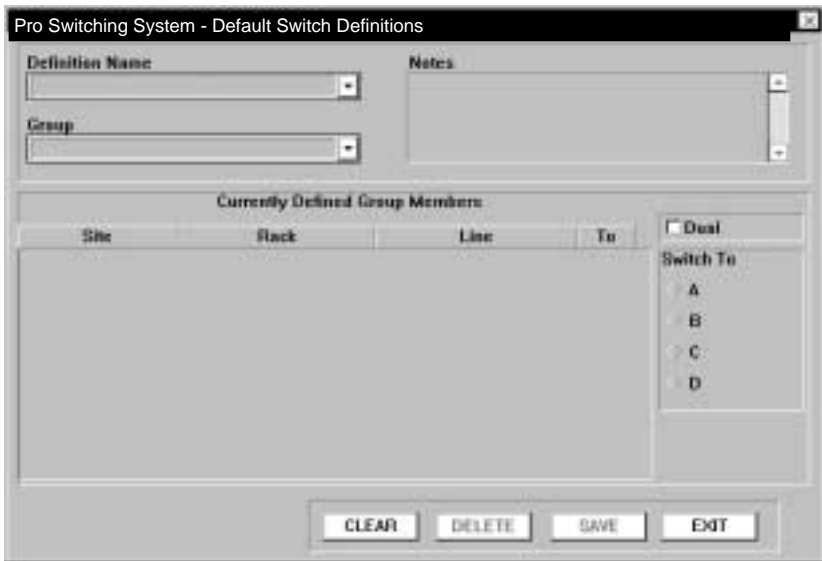 Pro Switching System - Default Switch Definitions
Definition Name
Notes
Group
Currently Defined Group Members
Site Rack Line To
Dual
Switch To
A
B
C
D
CLEAR DELETE SAVE EXIT